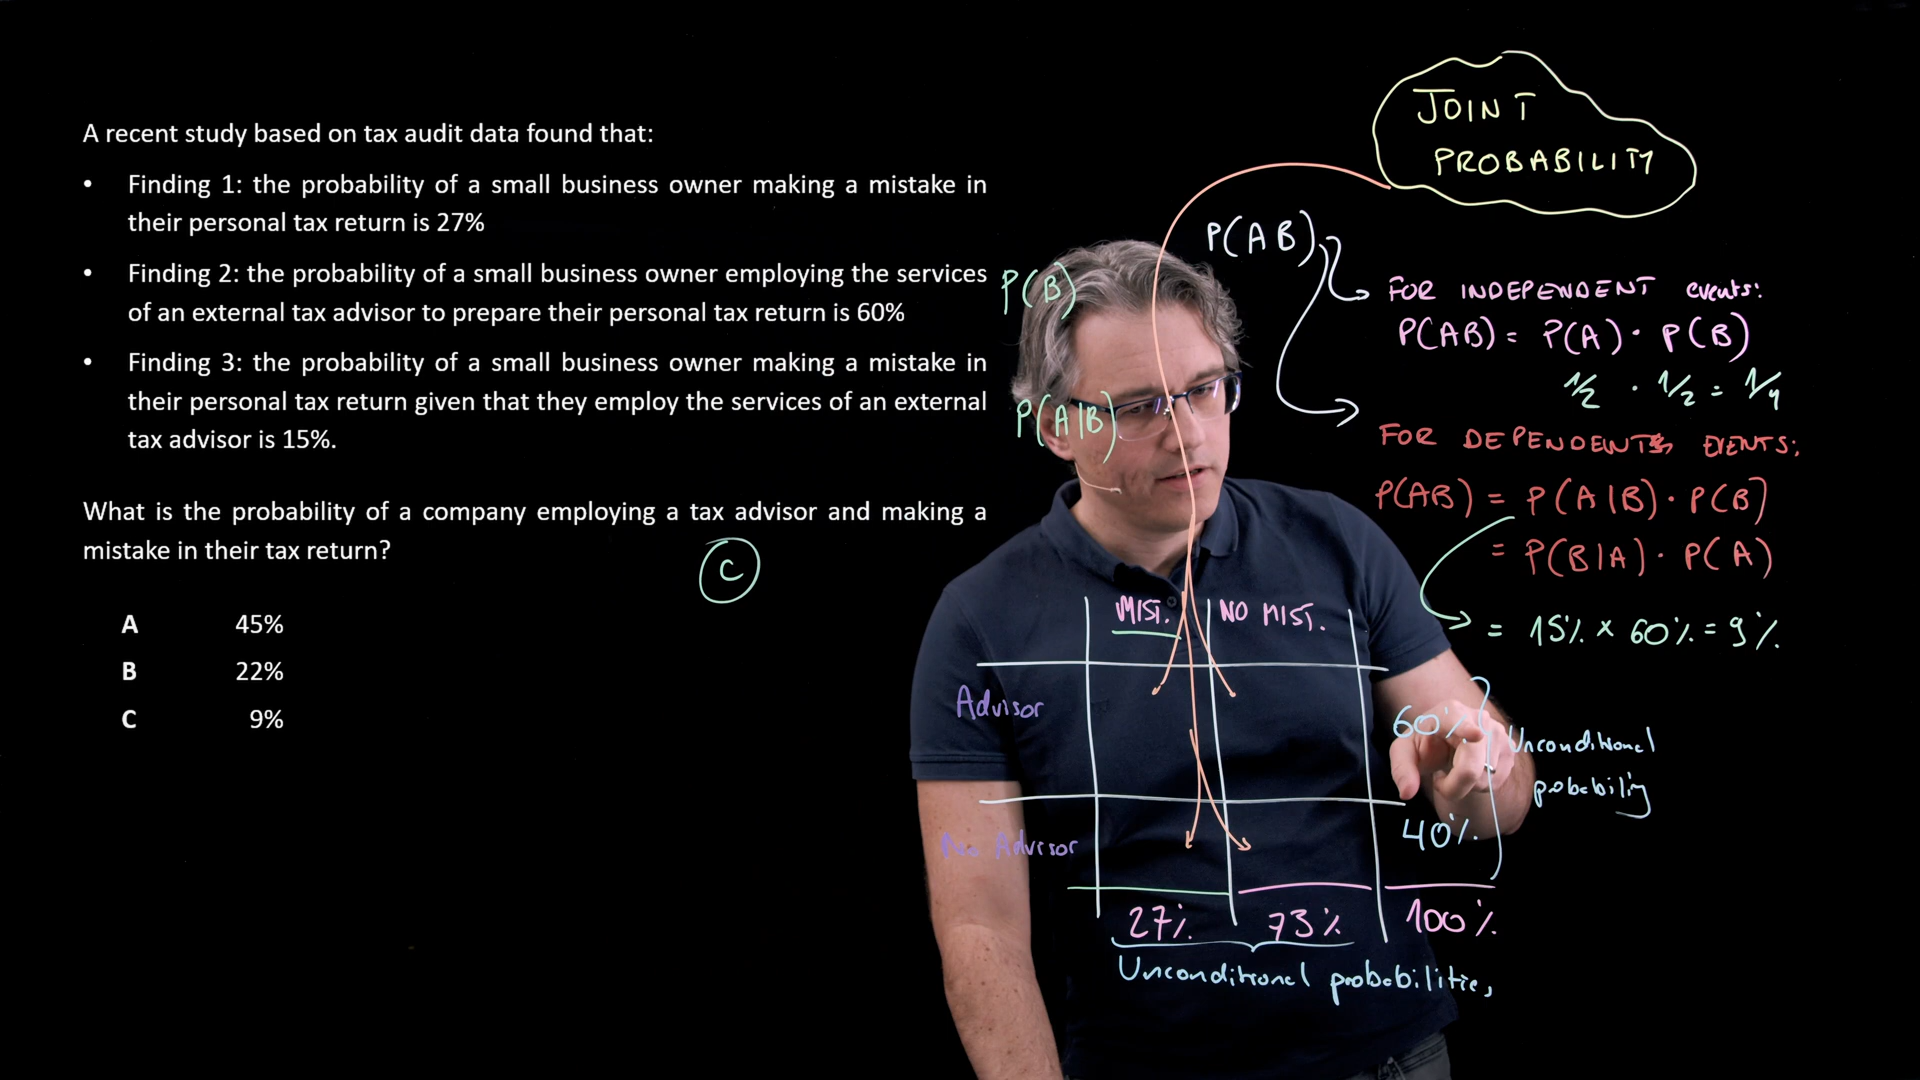 A recent study based on tax audit data found that:
• Finding 1: the probability of a small business owner making a mistake in
their personal tax return is 27%
• Finding 2: the probability of a small business owner employing the services
of an external tax advisor to prepare their personal tax return is 60%
• Finding 3: the probability of a small business owner making a mistake in
their personal tax return given that they employ the services of an external
tax advisor is 15%.
What is the probability of a company employing a tax advisor and making a
mistake in their tax return?
C
A 45%
B 22%
C 9%
P(B)
P(A|B)
JOINT
PROBABILITY
P(AB)
FOR INDEPENDENT events:
P(AB) = P(A) · P(B)
1/2 · 1/2 = 1/4
FOR DEPENDENT EVENTS:
P(AB) = P(A|B) · P(B)
= P(B|A) · P(A)
= 15% x 60% = 9%
MIST. NO MIST.
Advisor 60%
Advisor 40%
27% 73% 100%
Unconditional
probability
Unconditional probabilities